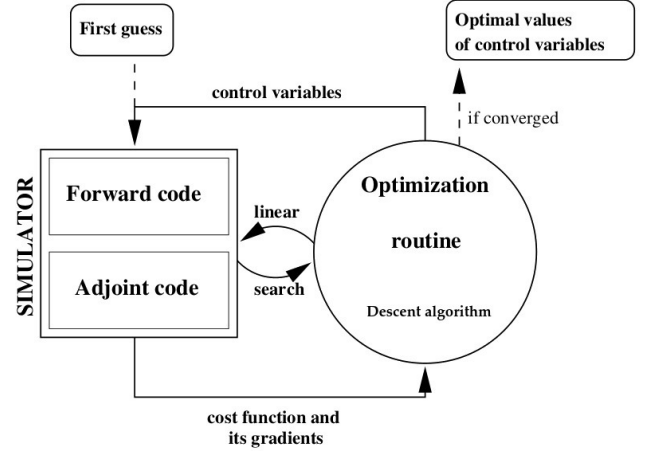 First guess
Optimal values
of control variables
control variables
if converged
SIMULATOR
Forward code
Adjoint code
linear
search
Optimization
routine
Descent algorithm
cost function and
its gradients